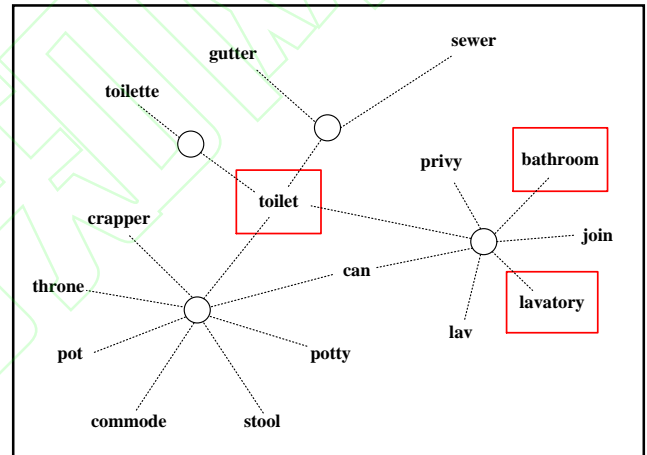 sewer
gutter
toilette
bathroom
privy
toilet
crapper
join
can
throne
lavatory
lav
pot
potty
commode
stool